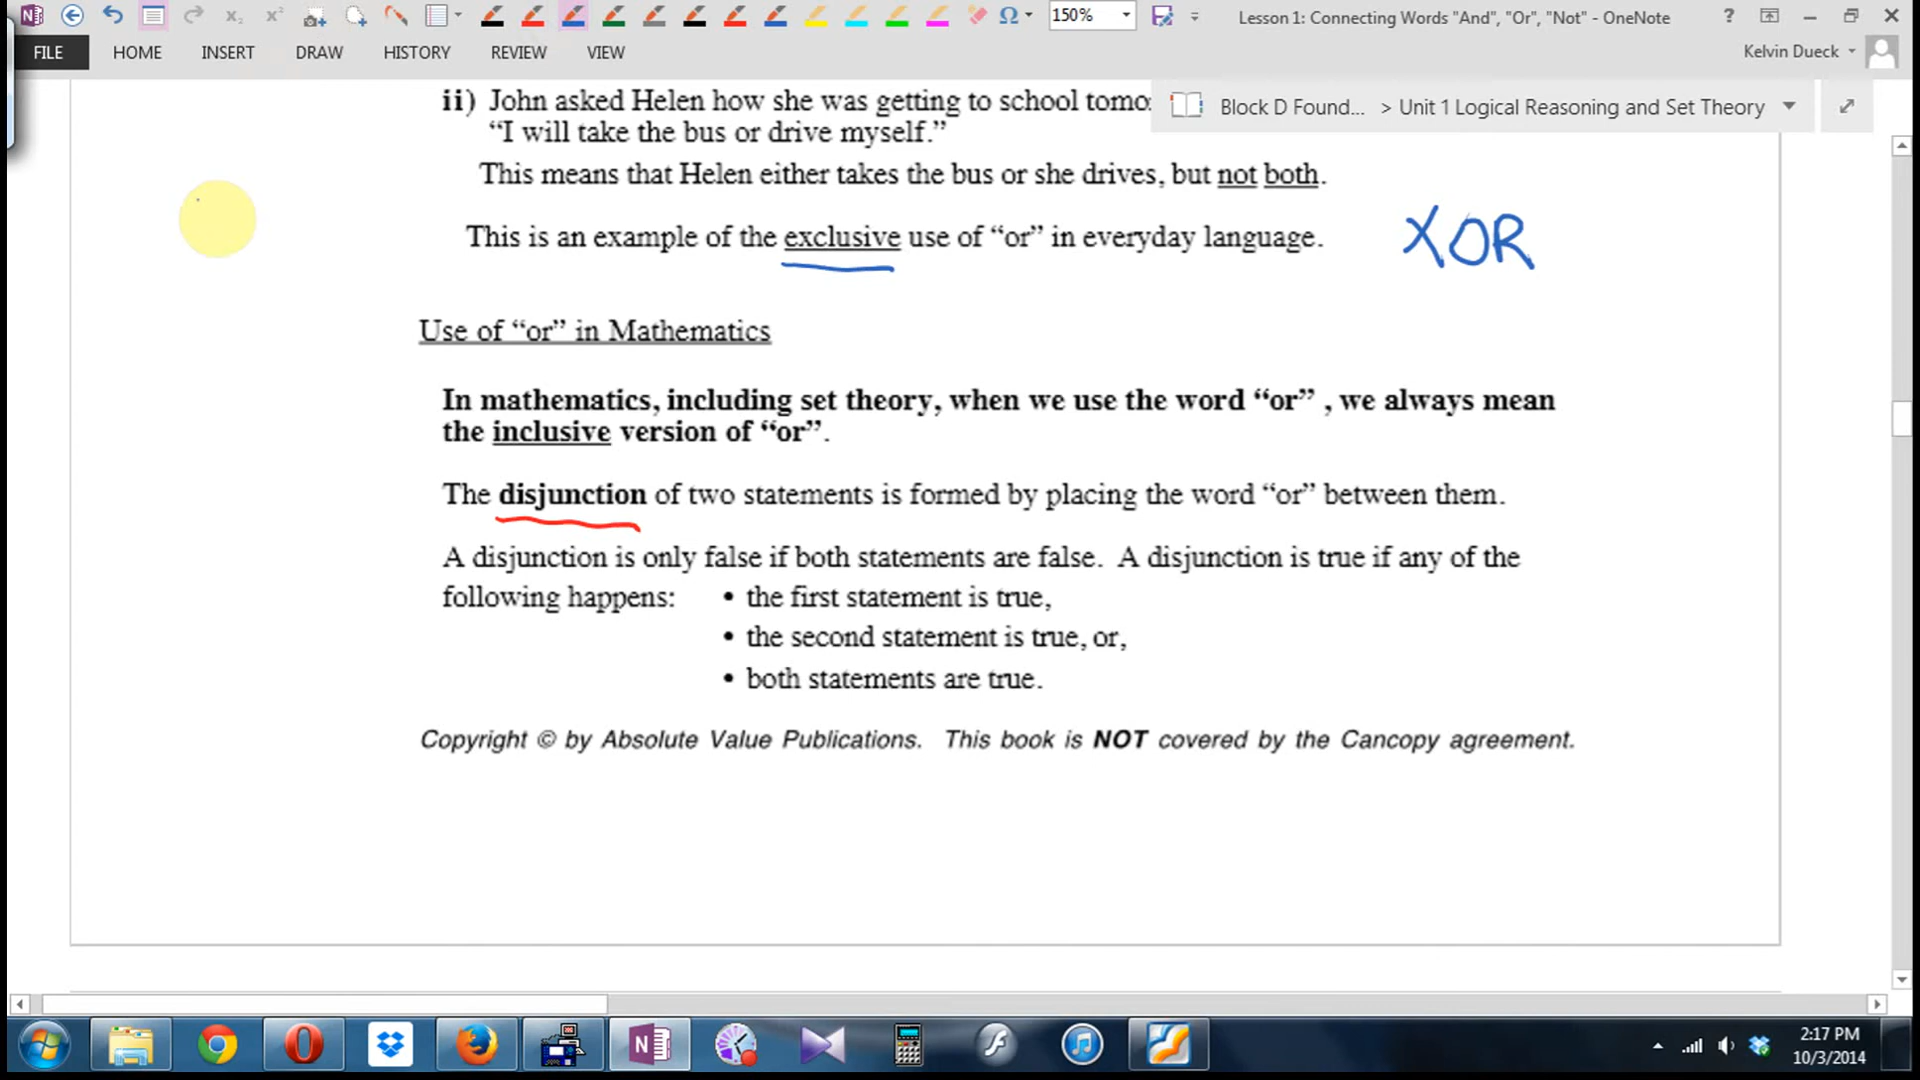 150%
Lesson 1: Connecting Words "And", "Or", "Not" - OneNote
FILE HOME INSERT DRAW HISTORY REVIEW VIEW
Kelvin Dueck
Block D Found... > Unit 1 Logical Reasoning and Set Theory
ii) John asked Helen how she was getting to school
“I will take the bus or drive myself.”
This means that Helen either takes the bus or she drives, but not both.
This is an example of the exclusive use of “or” in everyday language.
XOR
Use of “or” in Mathematics
In mathematics, including set theory, when we use the word “or” , we always mean
the inclusive version of “or”.
The disjunction of two statements is formed by placing the word “or” between them.
A disjunction is only false if both statements are false. A disjunction is true if any of the
following happens: • the first statement is true,
• the second statement is true, or,
• both statements are true.
Copyright © by Absolute Value Publications. This book is NOT covered by the Cancopy agreement.
2:17 PM
10/3/2014